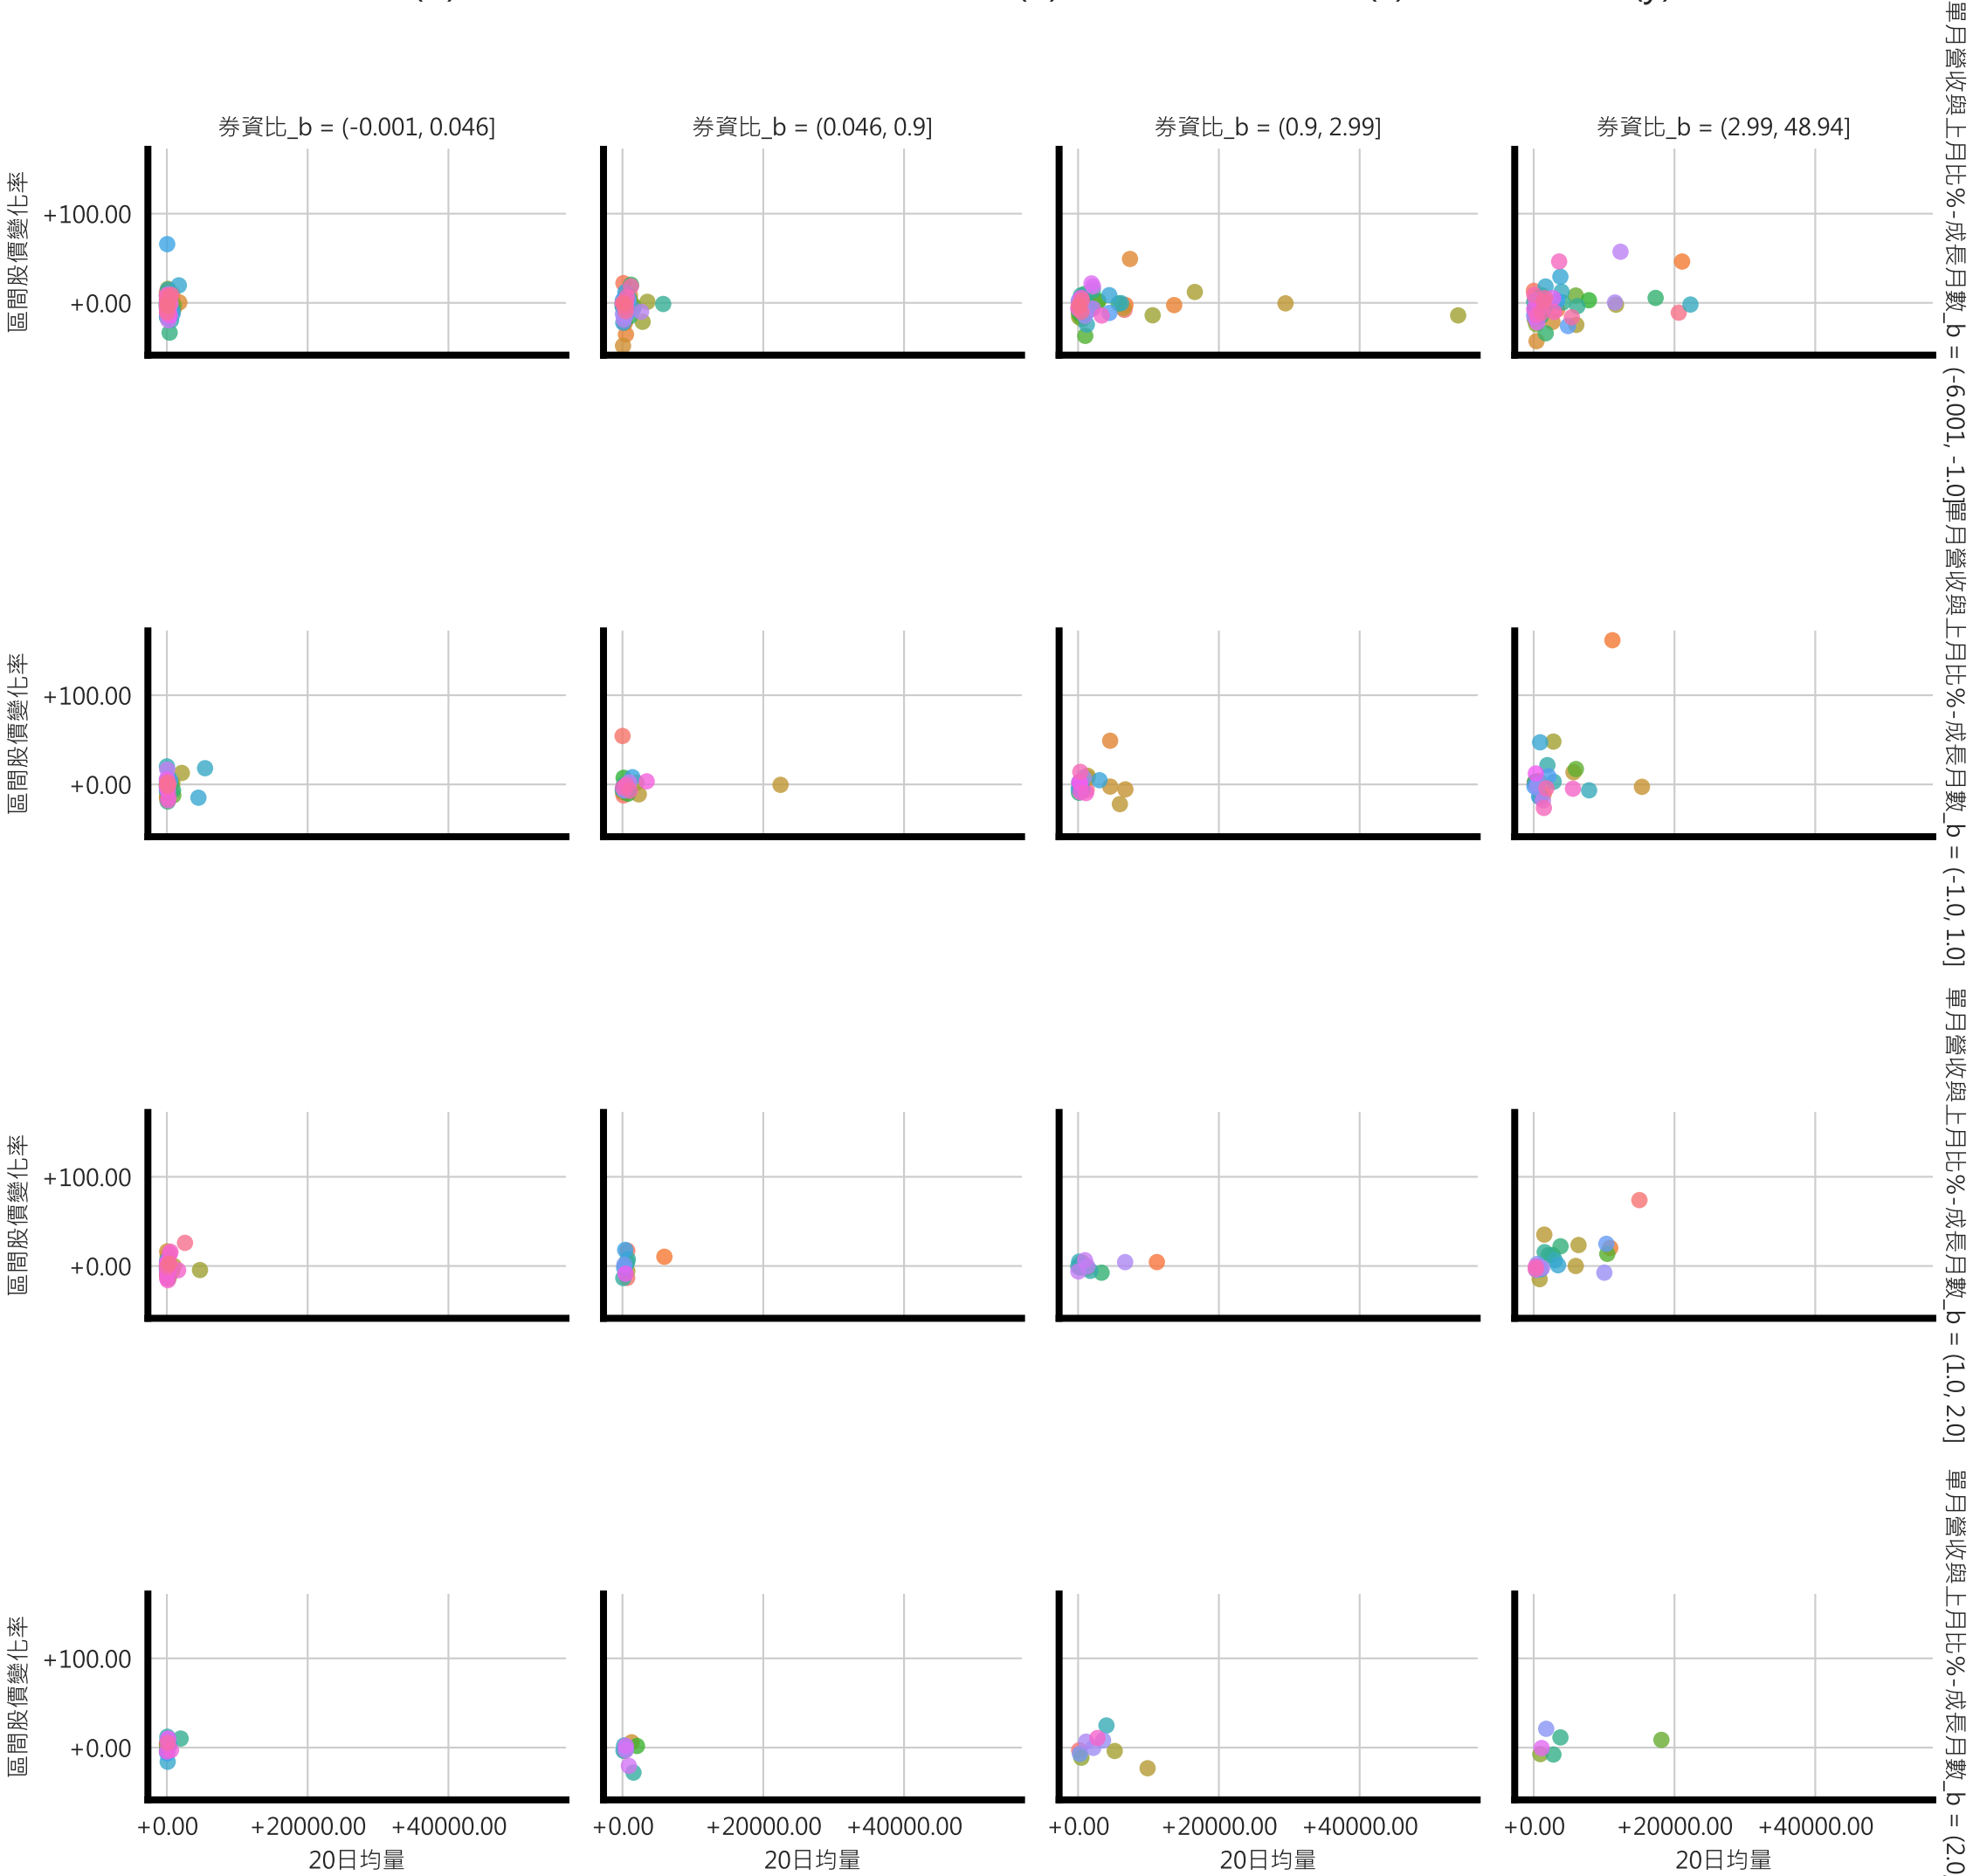 券資比_b = (-0.001, 0.046]
券資比_b = (0.046, 0.9]
券資比_b = (0.9, 2.99]
券資比_b = (2.99, 48.94]
區間股價變化率
+100.00
+0.00
單月營收與上月比%-成長月數_b = (-6.001, -1.0]
區間股價變化率
+100.00
+0.00
單月營收與上月比%-成長月數_b = (-1.0, 1.0]
區間股價變化率
+100.00
+0.00
單月營收與上月比%-成長月數_b = (1.0, 2.0]
區間股價變化率
+100.00
+0.00
單月營收與上月比%-成長月數_b = (2.0
+0.00 +20000.00 +40000.00
+0.00 +20000.00 +40000.00
+0.00 +20000.00 +40000.00
+0.00 +20000.00 +40000.00
20日均量
20日均量
20日均量
20日均量